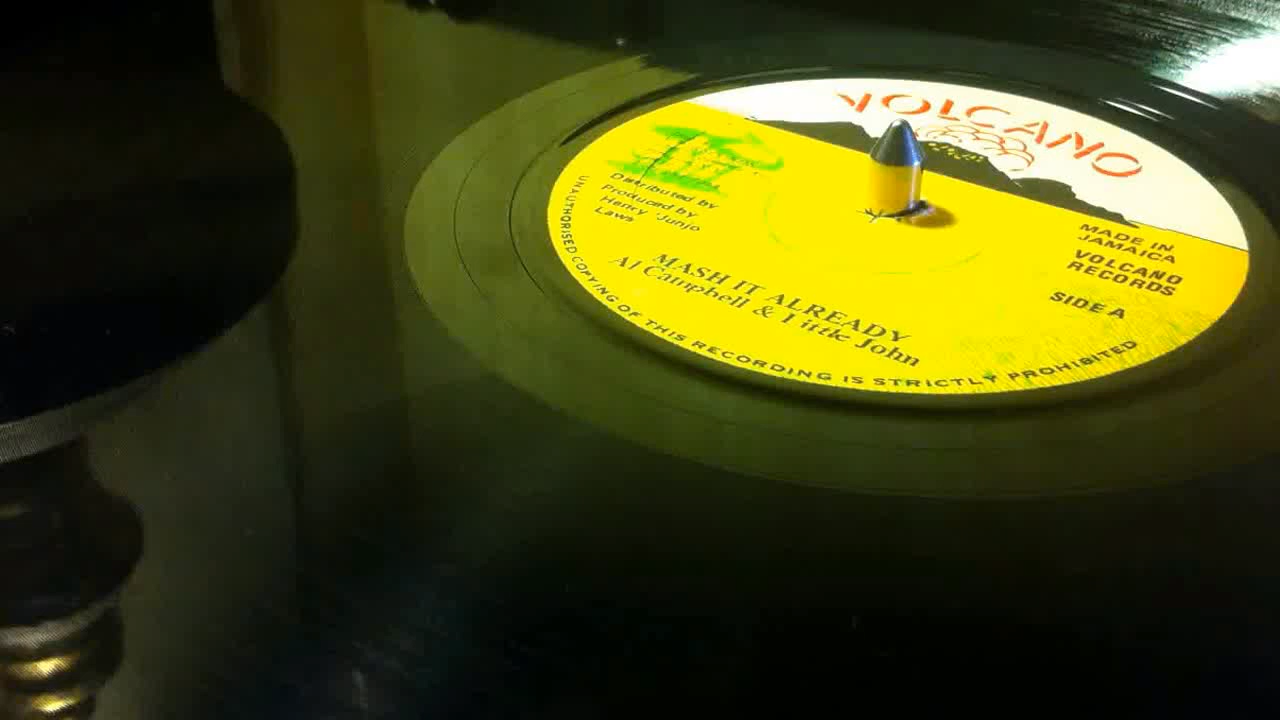 VOLCANO
Distributed by
Produced by
Henry 'Junjo
Laws
MADE IN
JAMAICA
VOLCANO
RECORDS
SIDE A
MASH IT ALREADY
Al Campbell & Little John
UNAUTHORISED COPYING OF THIS RECORDING IS STRICTLY PROHIBITED